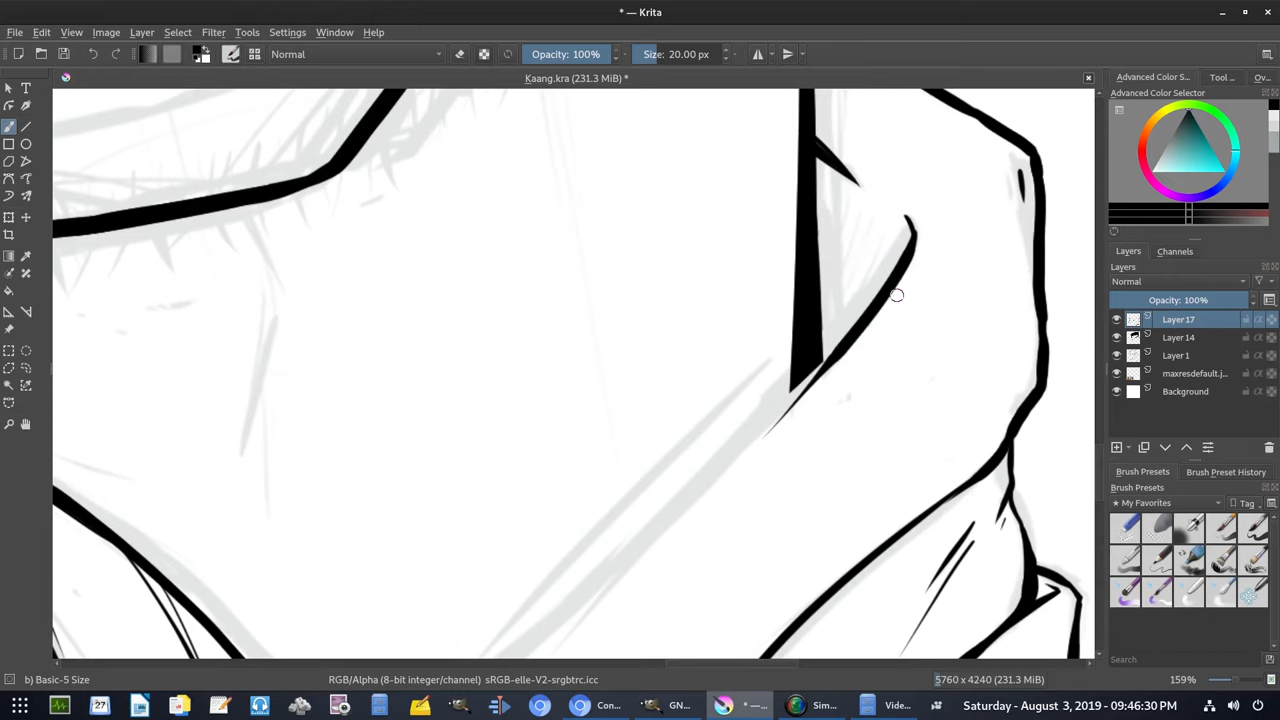 * — Krita
File Edit View Image Layer Select Filter Tools Settings Window Help
Normal Opacity: 100% Size: 20.00 px
Kaang.kra (231.3 MiB) *
Advanced Color S... Tool ... Ov...
Advanced Color Selector
Layers Channels
Layers
Normal
Opacity: 100%
Layer 17
Layer 14
Layer 1
maxresdefault.j...
Background
Brush Presets Brush Preset History
Brush Presets
★ My Favorites Tag
Search
b) Basic-5 Size RGB/Alpha (8-bit integer/channel) sRGB-elle-V2-srgbtrc.icc 5760 x 4240 (231.3 MiB) 159%
27 Con... GN... * —... Sim... Vide... Saturday - August 3, 2019 - 09:46:30 PM